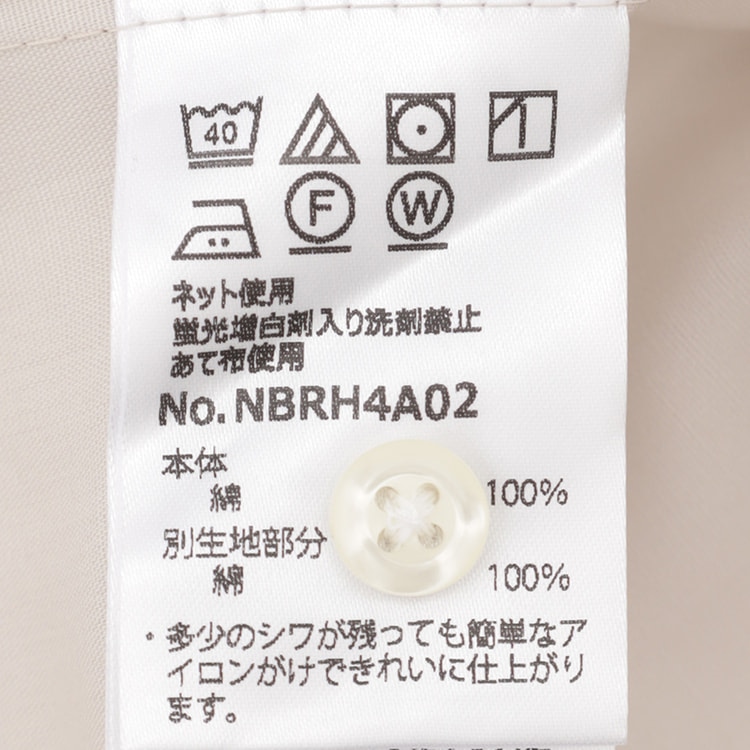 40
F W
ネット使用
蛍光増白剤入り洗剤禁止
あて布使用
No.NBRH4A02
本体
綿 100%
別生地部分
綿 100%
・多少のシワが残っても簡単なア
イロンがけできれいに仕上がり
ます。